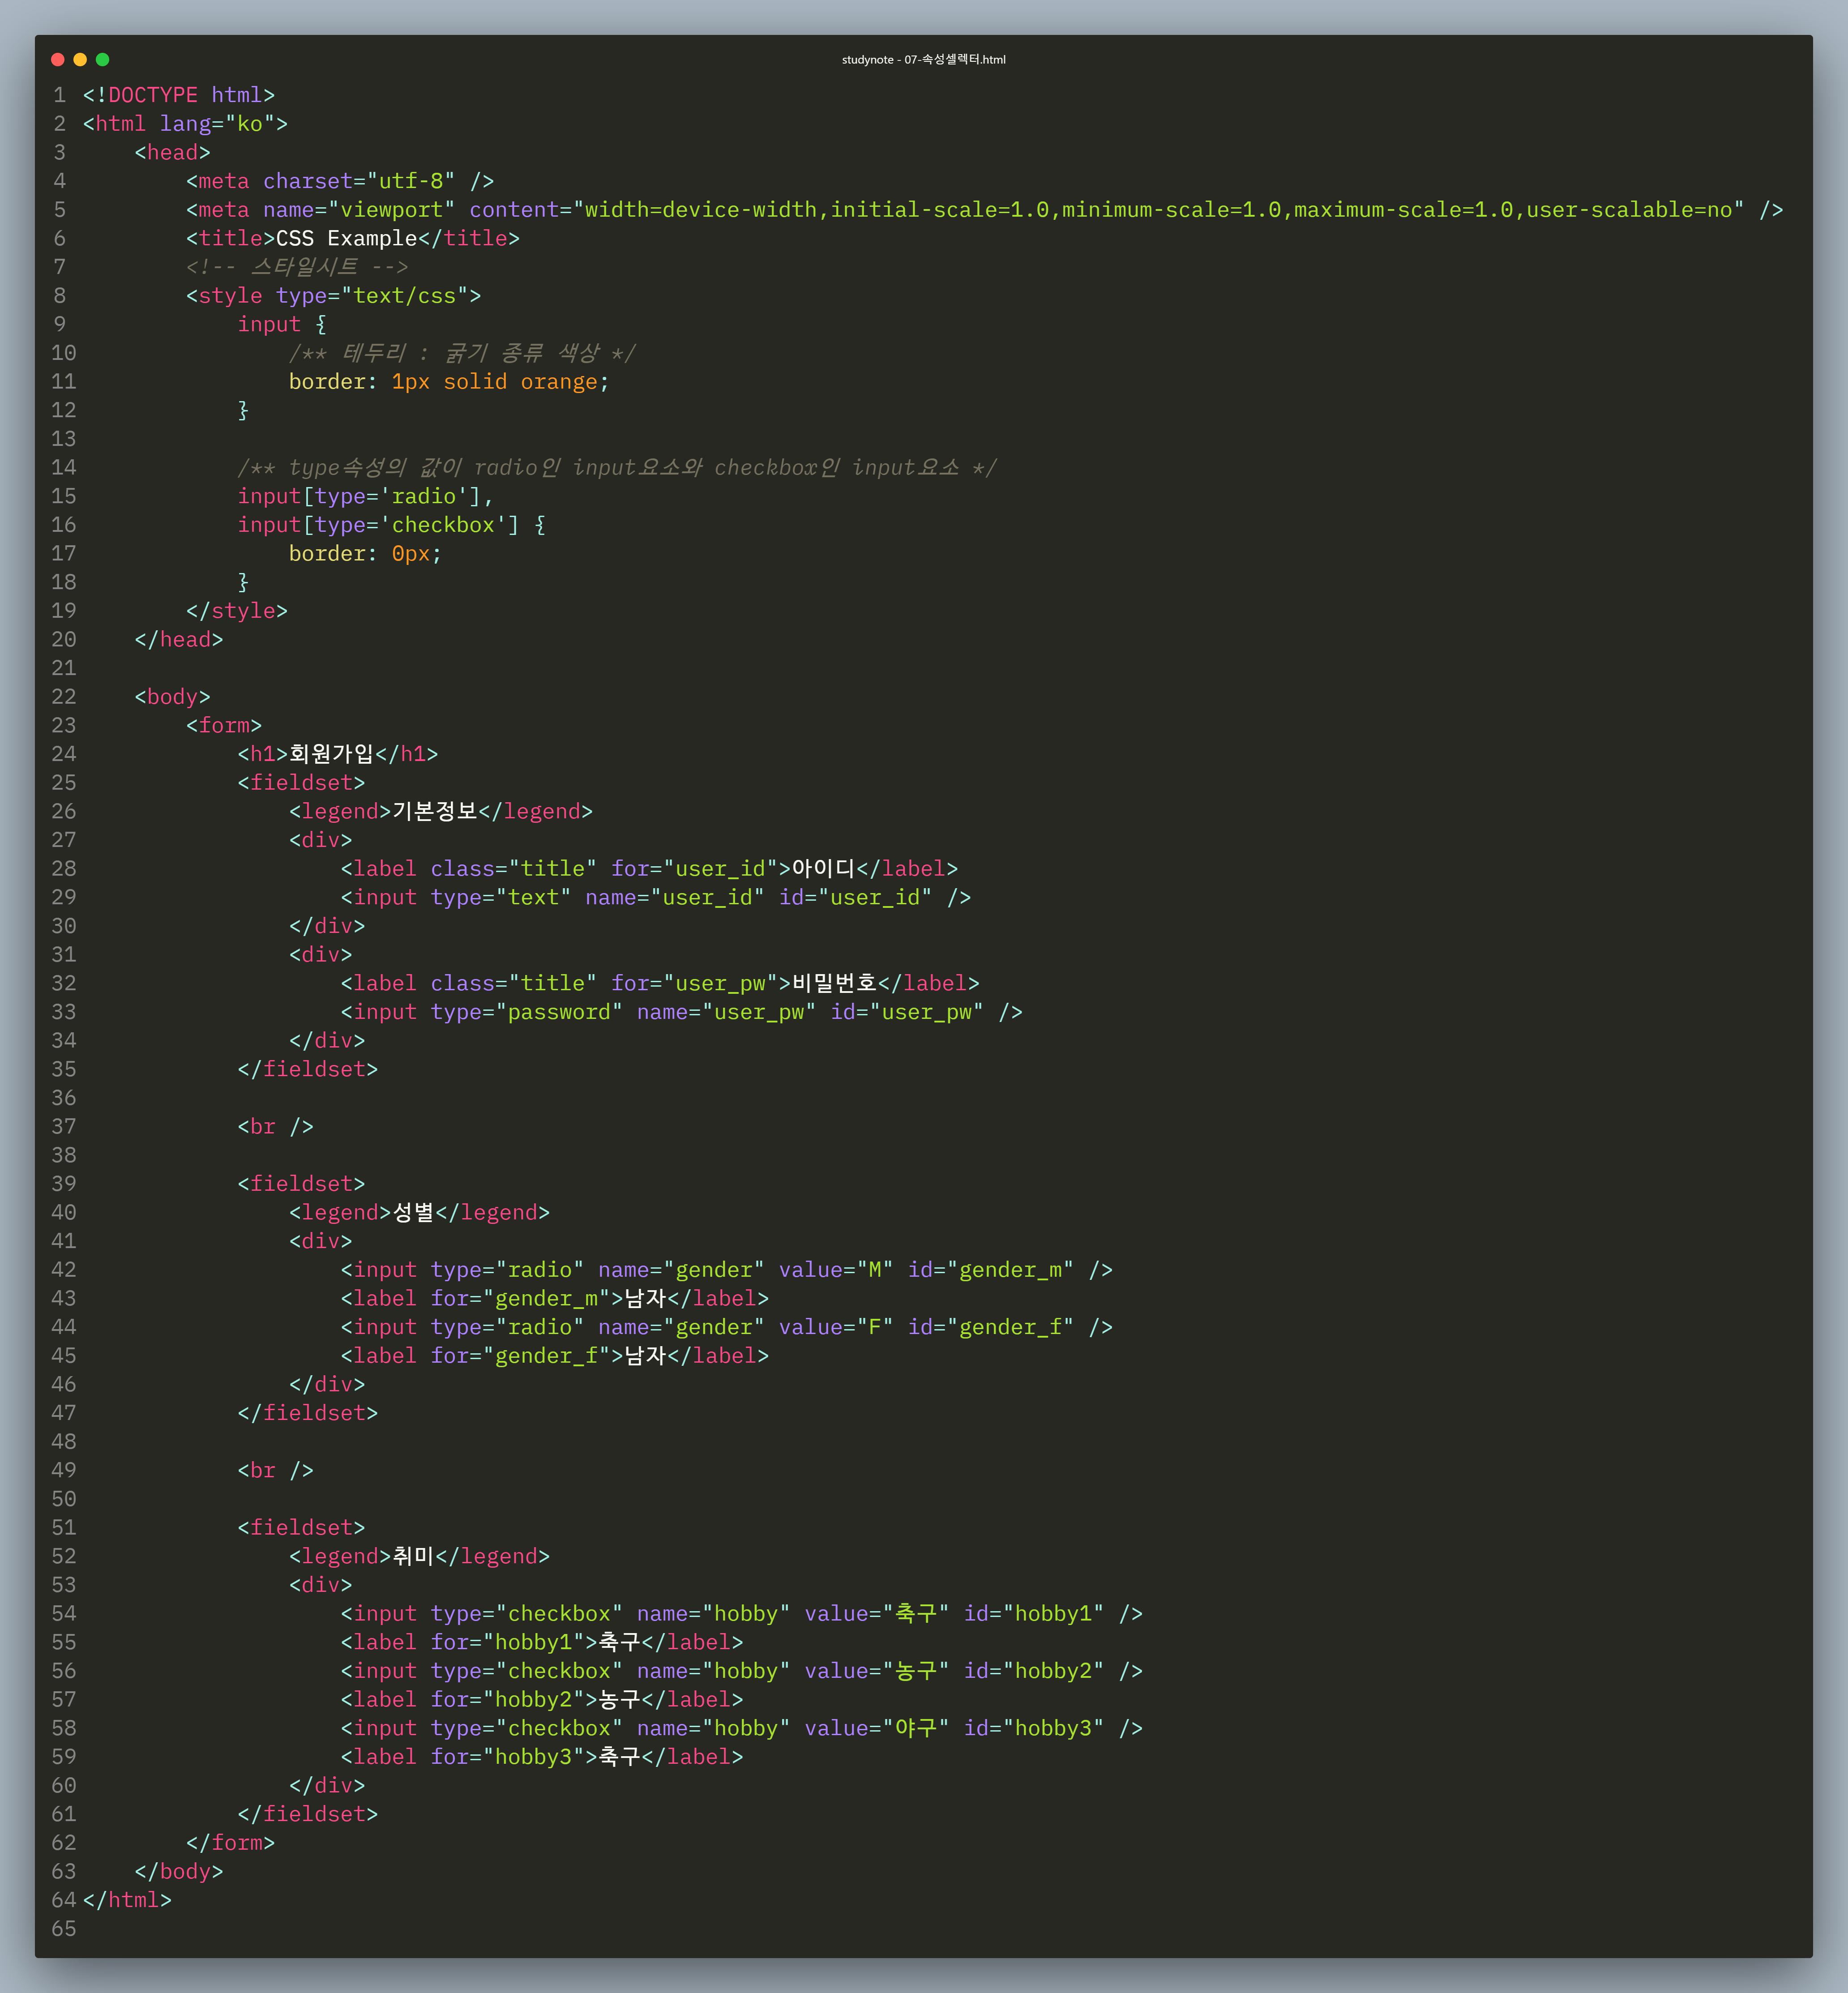 studynote - 07-속성셀렉터.html
1 <!DOCTYPE html>
2 <html lang="ko">
3     <head>
4         <meta charset="utf-8" />
5         <meta name="viewport" content="width=device-width,initial-scale=1.0,minimum-scale=1.0,maximum-scale=1.0,user-scalable=no" />
6         <title>CSS Example</title>
7         <!-- 스타일시트 -->
8         <style type="text/css">
9             input {
10                 /** 테두리 : 굵기 종류 색상 */
11                 border: 1px solid orange;
12             }
13
14             /** type속성의 값이 radio인 input요소와 checkbox인 input요소 */
15             input[type='radio'],
16             input[type='checkbox'] {
17                 border: 0px;
18             }
19         </style>
20     </head>
21
22     <body>
23         <form>
24             <h1>회원가입</h1>
25             <fieldset>
26                 <legend>기본정보</legend>
27                 <div>
28                     <label class="title" for="user_id">아이디</label>
29                     <input type="text" name="user_id" id="user_id" />
30                 </div>
31                 <div>
32                     <label class="title" for="user_pw">비밀번호</label>
33                     <input type="password" name="user_pw" id="user_pw" />
34                 </div>
35             </fieldset>
36
37             <br />
38
39             <fieldset>
40                 <legend>성별</legend>
41                 <div>
42                     <input type="radio" name="gender" value="M" id="gender_m" />
43                     <label for="gender_m">남자</label>
44                     <input type="radio" name="gender" value="F" id="gender_f" />
45                     <label for="gender_f">남자</label>
46                 </div>
47             </fieldset>
48
49             <br />
50
51             <fieldset>
52                 <legend>취미</legend>
53                 <div>
54                     <input type="checkbox" name="hobby" value="축구" id="hobby1" />
55                     <label for="hobby1">축구</label>
56                     <input type="checkbox" name="hobby" value="농구" id="hobby2" />
57                     <label for="hobby2">농구</label>
58                     <input type="checkbox" name="hobby" value="야구" id="hobby3" />
59                     <label for="hobby3">축구</label>
60                 </div>
61             </fieldset>
62         </form>
63     </body>
64 </html>
65